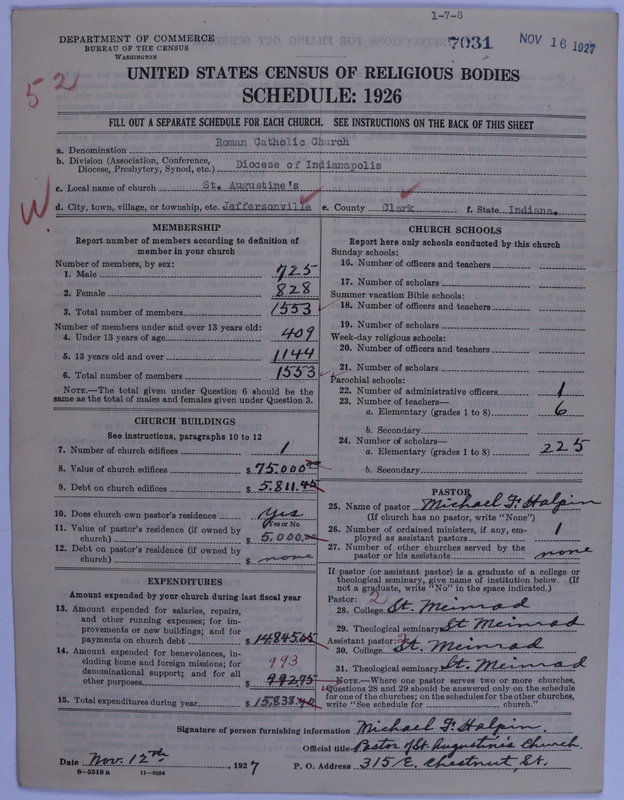 1-7-8
DEPARTMENT OF COMMERCE
BUREAU OF THE CENSUS
WASHINGTON
7031
NOV 16 1927
52
UNITED STATES CENSUS OF RELIGIOUS BODIES
SCHEDULE: 1926
FILL OUT A SEPARATE SCHEDULE FOR EACH CHURCH. SEE INSTRUCTIONS ON THE BACK OF THIS SHEET
a. Denomination Roman Catholic Church
b. Division (Association, Conference, Diocese, Presbytery, Synod, etc.) Diocese of Indianapolis
c. Local name of church St. Augustine's
W.
d. City, town, village, or township, etc. Jeffersonville e. County Clark f. State Indiana.
MEMBERSHIP
Report number of members according to definition of
member in your church
Number of members, by sex:
1. Male 725
2. Female 828
3. Total number of members 1553
Number of members under and over 13 years old:
4. Under 13 years of age 409
5. 13 years old and over 1144
6. Total number of members 1553
NOTE.—The total given under Question 6 should be
same as the total of males and females given under Question 3.
CHURCH BUILDINGS
See instructions, paragraphs 10 to 12
7. Number of church edifices 1
8. Value of church edifices $ 75.000.00
9. Debt on church edifices $ 5.811.45
10. Does church own pastor's residence yes
Yes or No
11. Value of pastor's residence (if owned by
church) $ 5.000.00
12. Debt on pastor's residence (if owned by
church) $ none
EXPENDITURES
Amount expended by your church during last fiscal year
13. Amount expended for salaries, repairs,
and other running expenses; for im-
provements or new buildings; and for
payments on church debt $ 14.845.05
14. Amount expended for benevolences, in-
cluding home and foreign missions; for
denominational support; and for all
other purposes $ 992.95
993
15. Total expenditures during year $ 15.838.40
CHURCH SCHOOLS
Report here only schools conducted by this church
Sunday schools:
16. Number of officers and teachers
17. Number of scholars
Summer vacation Bible schools:
18. Number of officers and teachers
19. Number of scholars
Week-day religious schools:
20. Number of officers and teachers
21. Number of scholars
Parochial schools:
22. Number of administrative officers 1
23. Number of teachers—
a. Elementary (grades 1 to 8) 6
b. Secondary
24. Number of scholars—
a. Elementary (grades 1 to 8) 225
b. Secondary
PASTOR
25. Name of pastor Michael F. Halpin
(If church has no pastor, write "None")
26. Number of ordained ministers, if any, em-
ployed as assistant pastors 1
27. Number of other churches served by the
pastor or his assistants none
If pastor (or assistant pastor) is a graduate of a college or
theological seminary, give name of institution below. (If
not a graduate, write "No" in the space indicated.)
Pastor: 2
28. College St. Meinrad
29. Theological seminary St Meinrad
Assistant pastor:
30. College St. Meinrad
31. Theological seminary St. Meinrad
NOTE.—Where one pastor serves two or more churches,
Questions 28 and 29 should be answered only on the schedule
for one of the churches; on the schedules for the other churches,
write "See schedule for church."
Signature of person furnishing information Michael F. Halpin.
Official title Pastor of St. Augustine's Church.
Date Nov. 12th, 1927 P. O. Address 315 E. Chestnut, St.
8-5518 a 11-9054